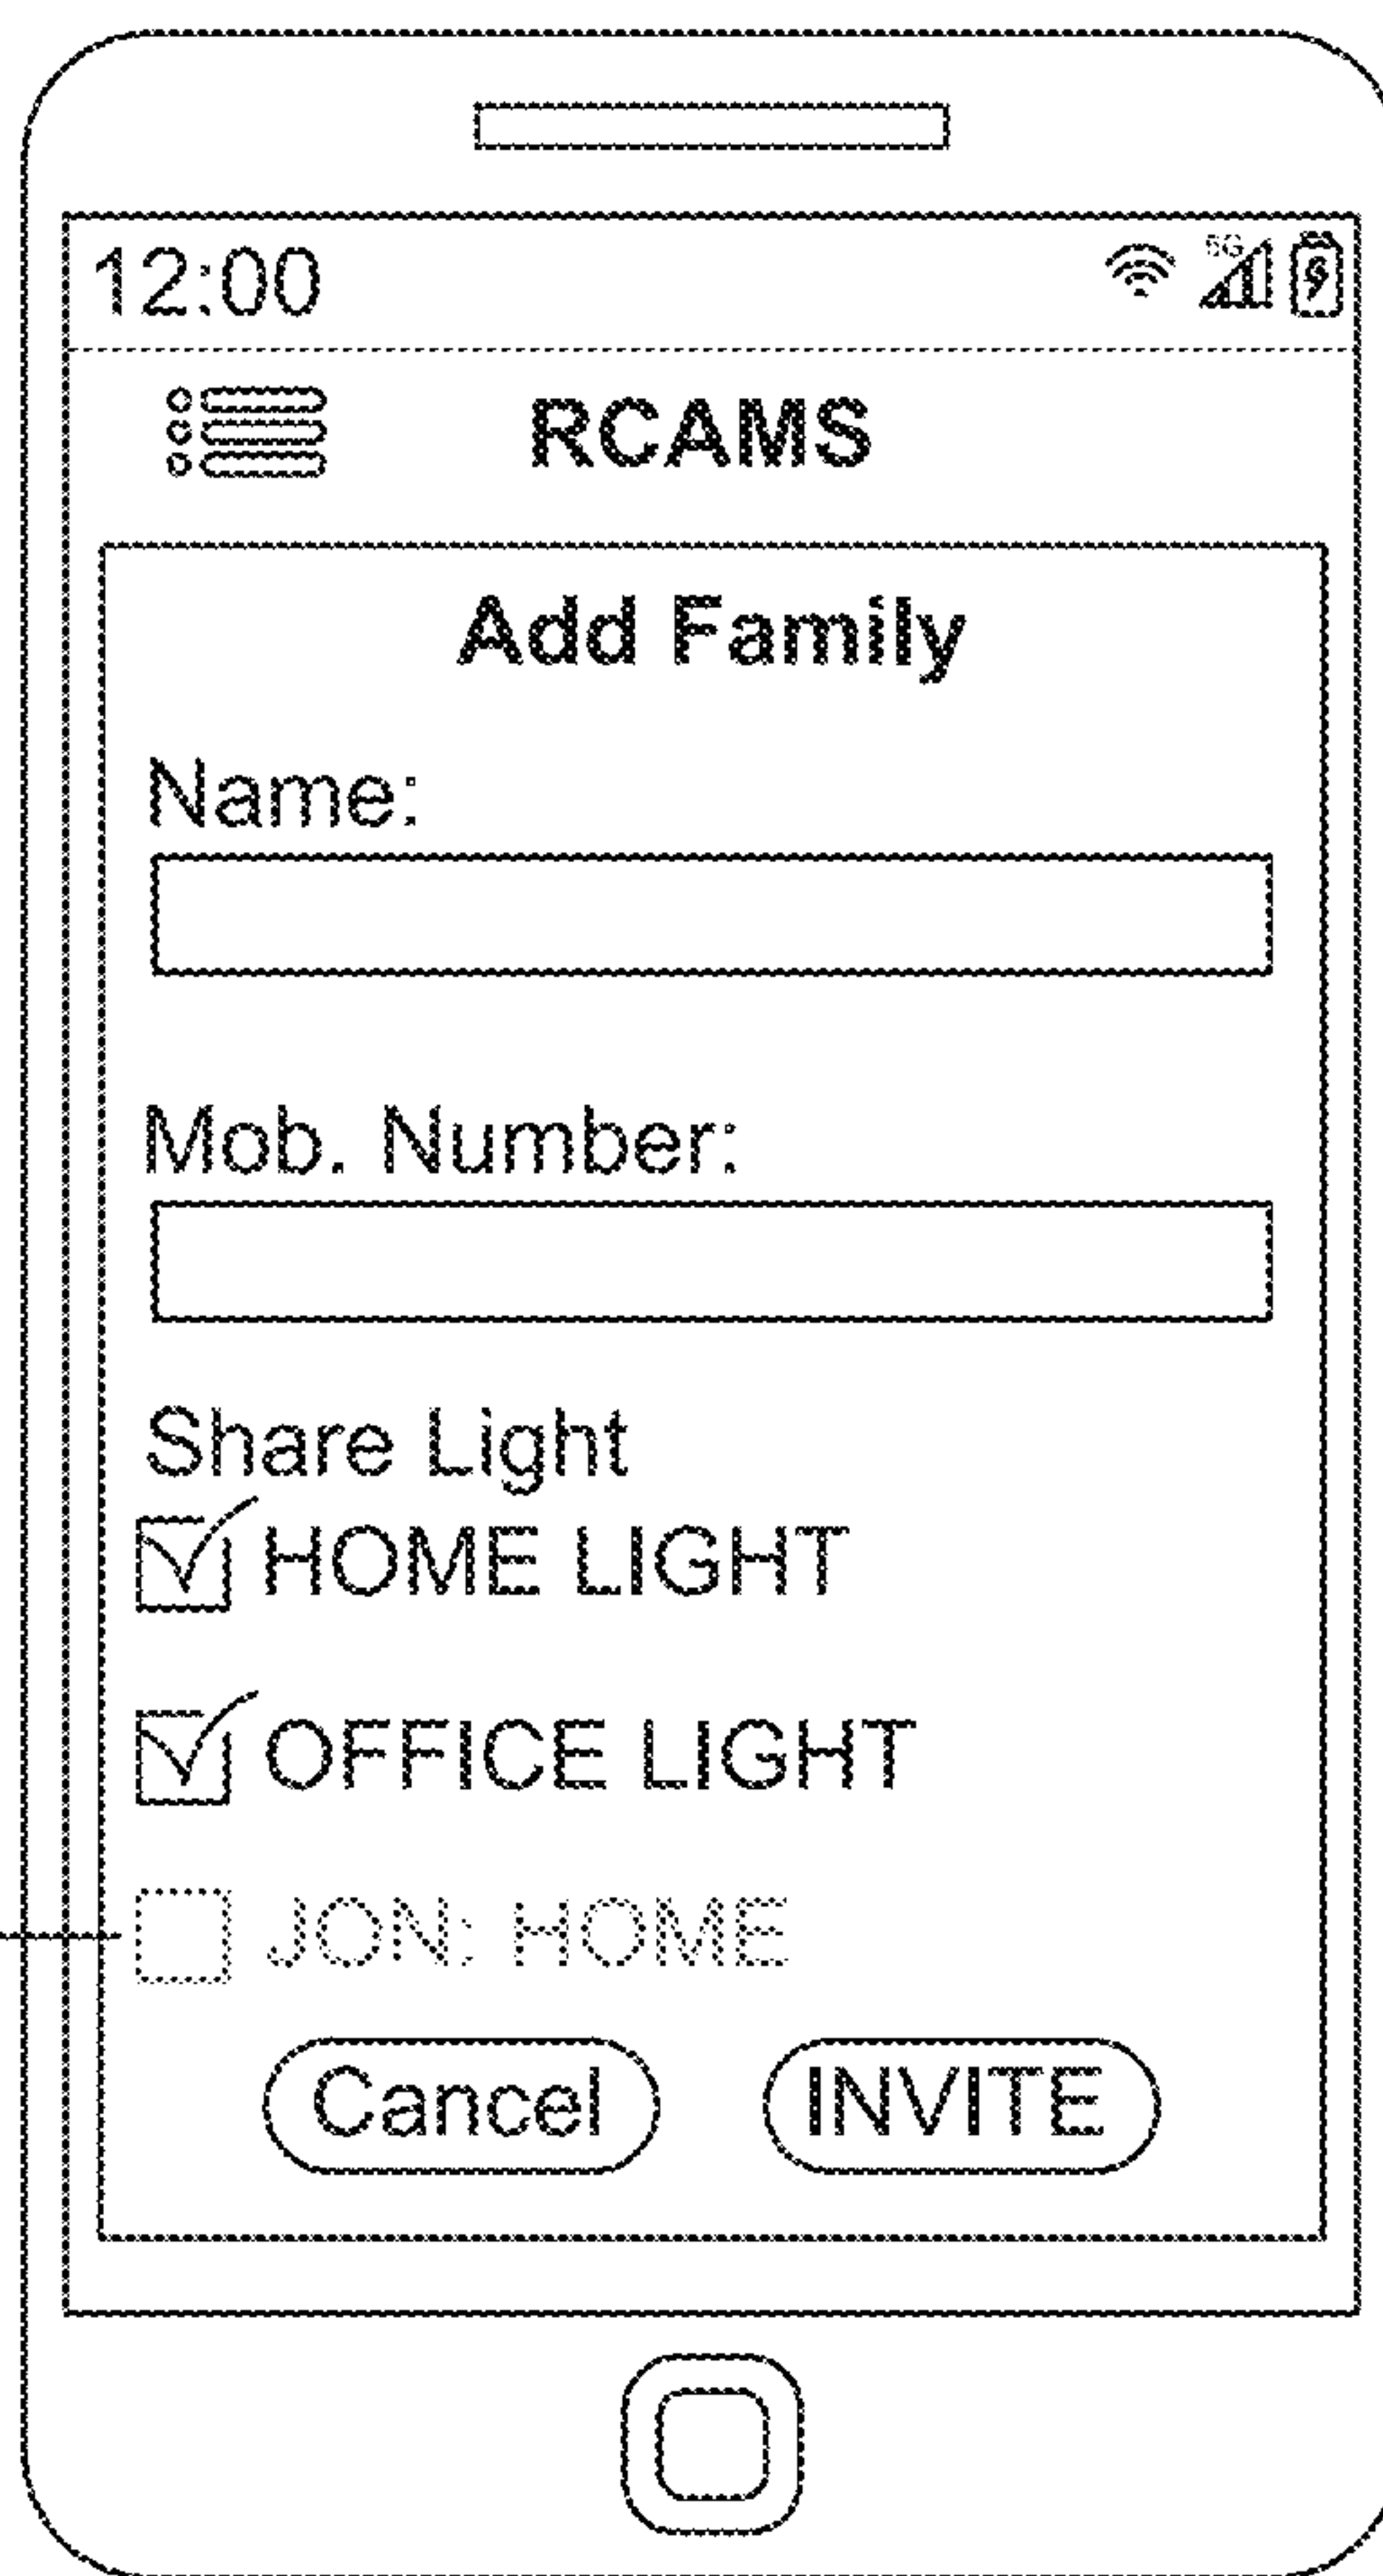 12:00
5G
RCAMS
Add Family
Name:
Mob. Number:
Share Light
HOME LIGHT
OFFICE LIGHT
JON: HOME
Cancel INVITE